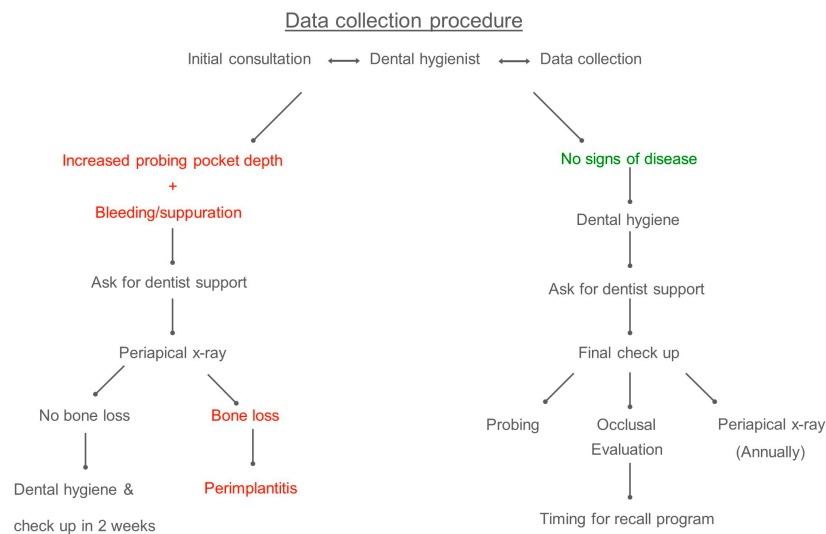 Data collection procedure
Initial consultation Dental hygienist Data collection
Increased probing pocket depth
+
Bleeding/suppuration
Ask for dentist support
Periapical x-ray
No bone loss
Bone loss
Dental hygiene &
check up in 2 weeks
Perimplantitis
No signs of disease
Dental hygiene
Ask for dentist support
Final check up
Probing
Occlusal
Evaluation
Periapical x-ray
(Annually)
Timing for recall program